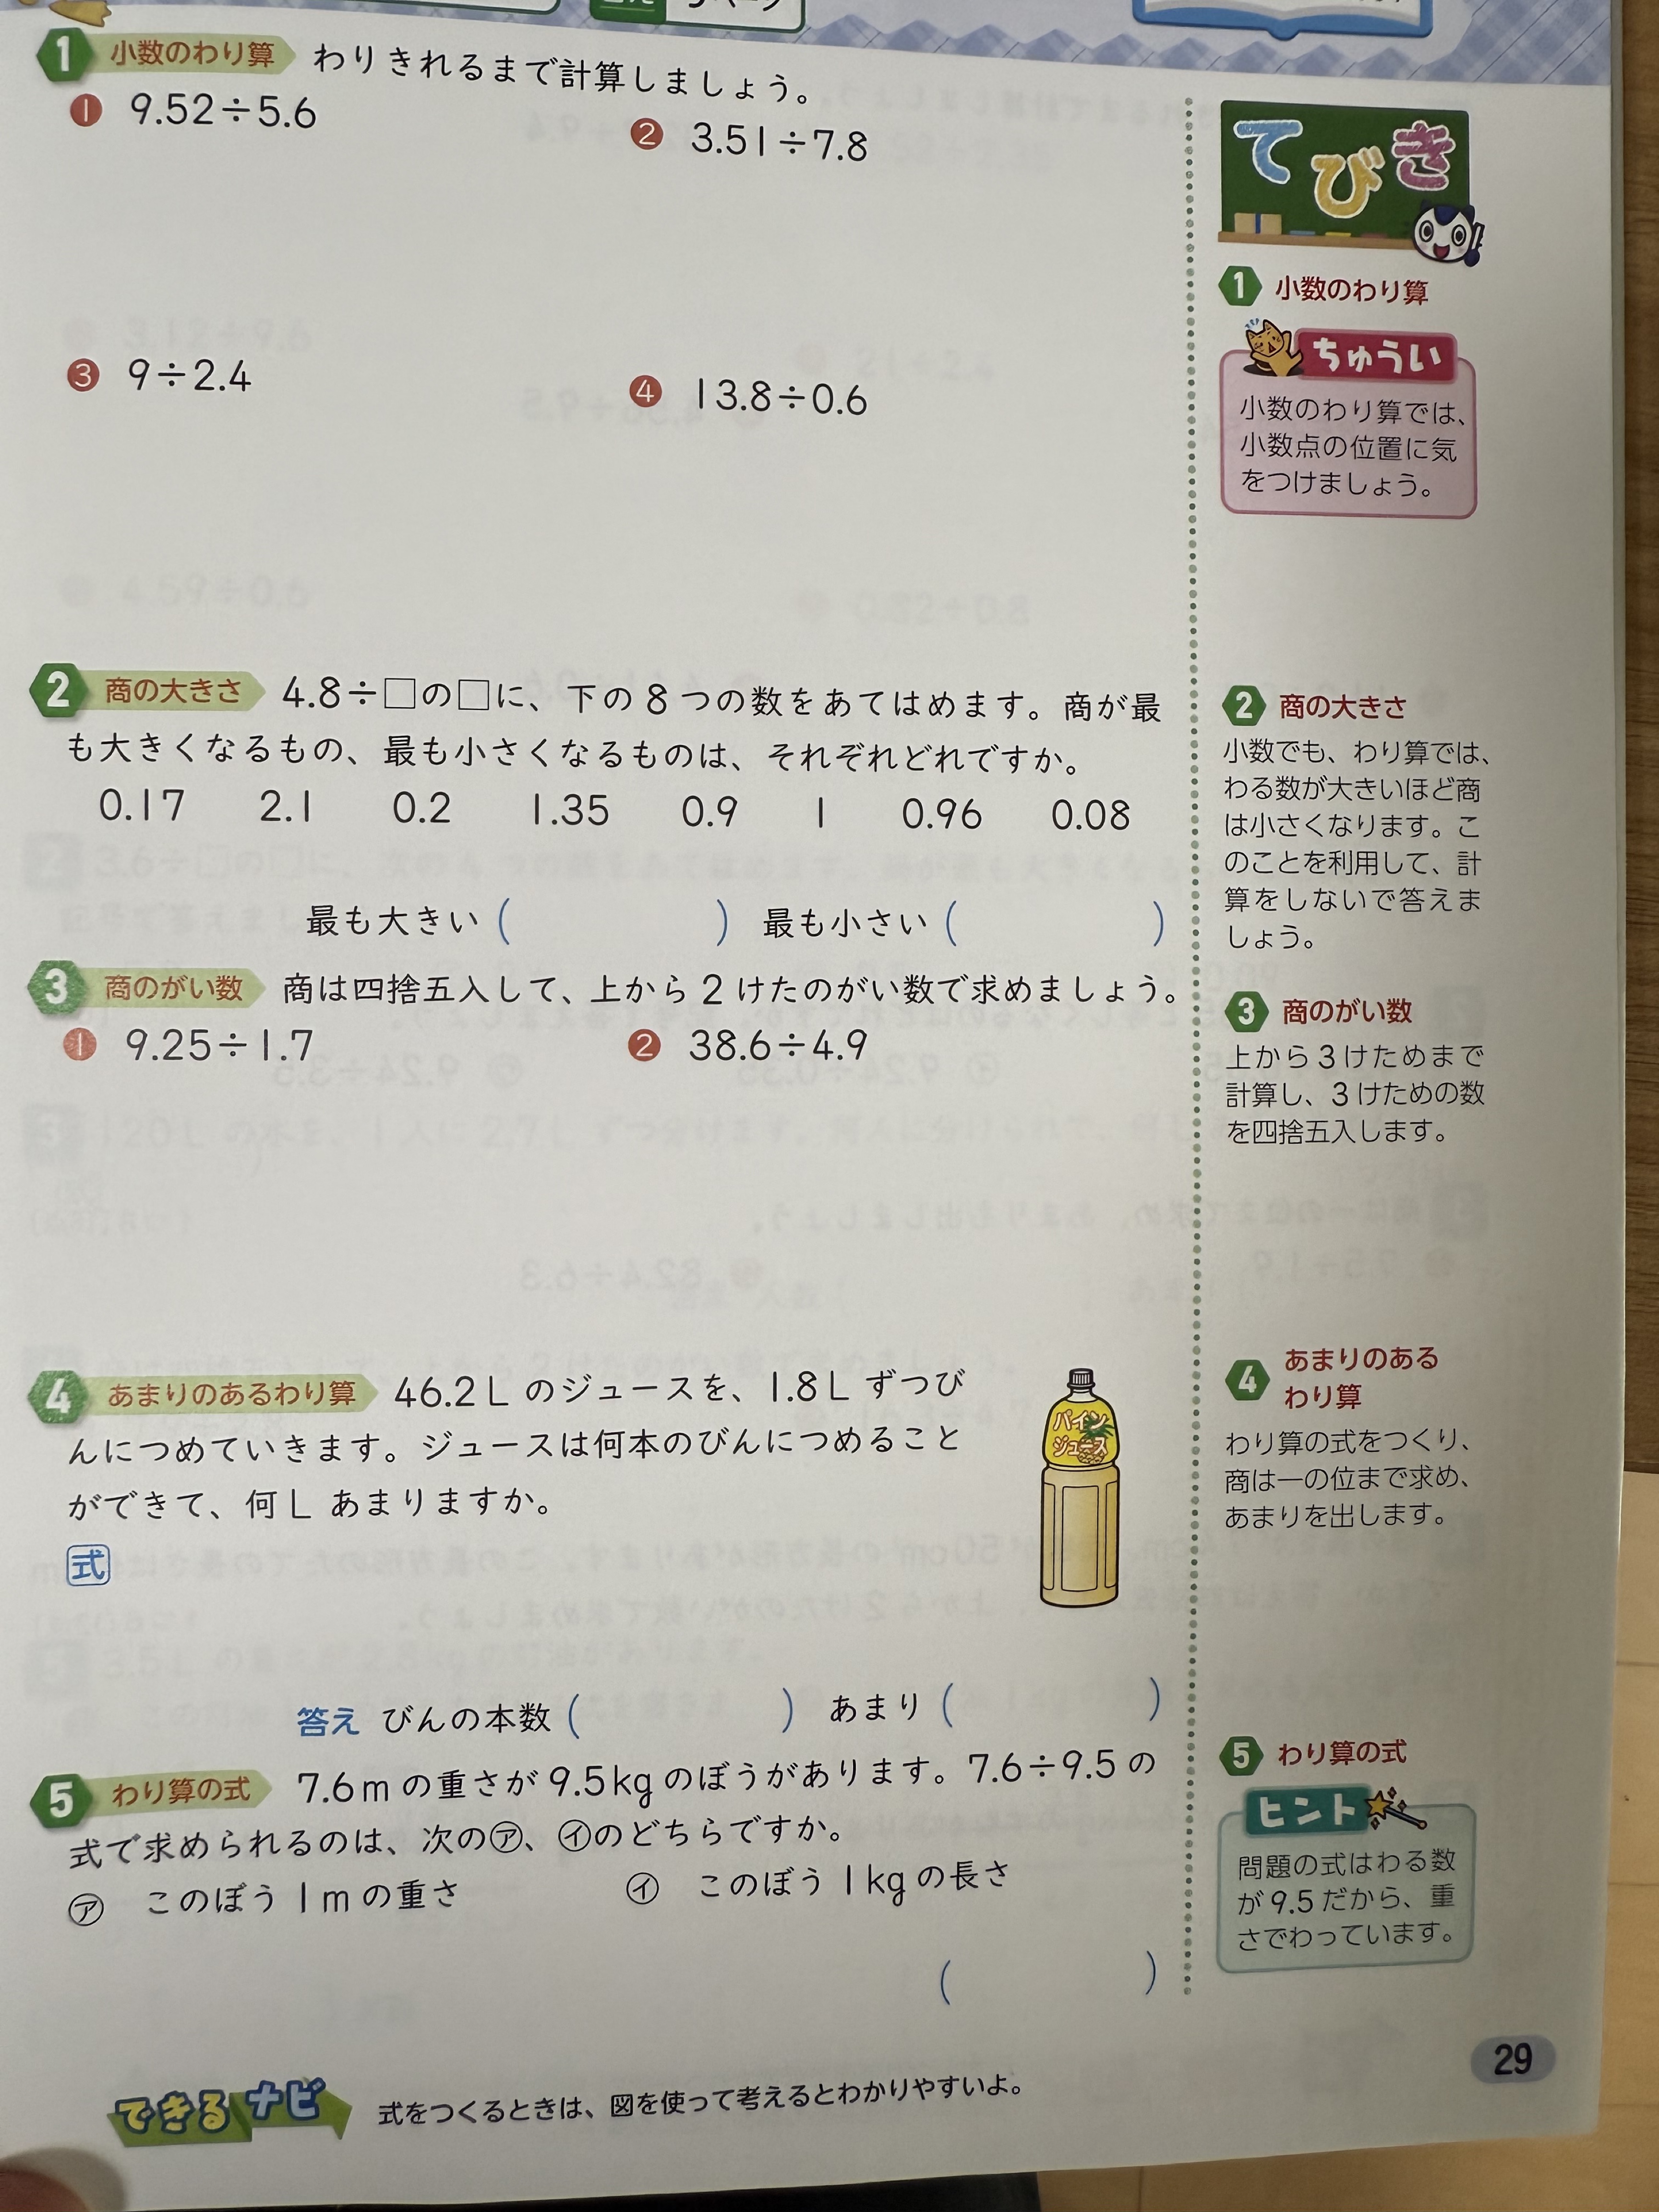 1 小数のわり算 わりきれるまで計算しましょう。
❶ 9.52÷5.6
❷ 3.51÷7.8
❸ 9÷2.4
❹ 13.8÷0.6
2 商の大きさ 4.8÷□の□に、下の8つの数をあてはめます。商が最
も大きくなるもの、最も小さくなるものは、それぞれどれですか。
0.17 2.1 0.2 1.35 0.9 1 0.96 0.08
最も大きい( ) 最も小さい( )
3 商のがい数 商は四捨五入して、上から2けたのがい数で求めましょう。
❶ 9.25÷1.7
❷ 38.6÷4.9
4 あまりのあるわり算 46.2L のジュースを、1.8L ずつび
んにつめていきます。ジュースは何本のびんにつめること
ができて、何L あまりますか。
パイン
ジュース
式
答え びんの本数( ) あまり( )
5 わり算の式 7.6mの重さが9.5kgのぼうがあります。7.6÷9.5の
式で求められるのは、次の㋐、㋑のどちらですか。
㋐ このぼう1mの重さ
㋑ このぼう1kgの長さ
( )
てびき
1 小数のわり算
ちゅうい
小数のわり算では、
小数点の位置に気
をつけましょう。
2 商の大きさ
小数でも、わり算では、
わる数が大きいほど商
は小さくなります。こ
のことを利用して、計
算をしないで答えま
しょう。
3 商のがい数
上から3けためまで
計算し、3けための数
を四捨五入します。
4 あまりのある
わり算
わり算の式をつくり、
商は一の位まで求め、
あまりを出します。
5 わり算の式
ヒント
問題の式はわる数
が9.5だから、重
さでわっています。
できるナビ 式をつくるときは、図を使って考えるとわかりやすいよ。
29